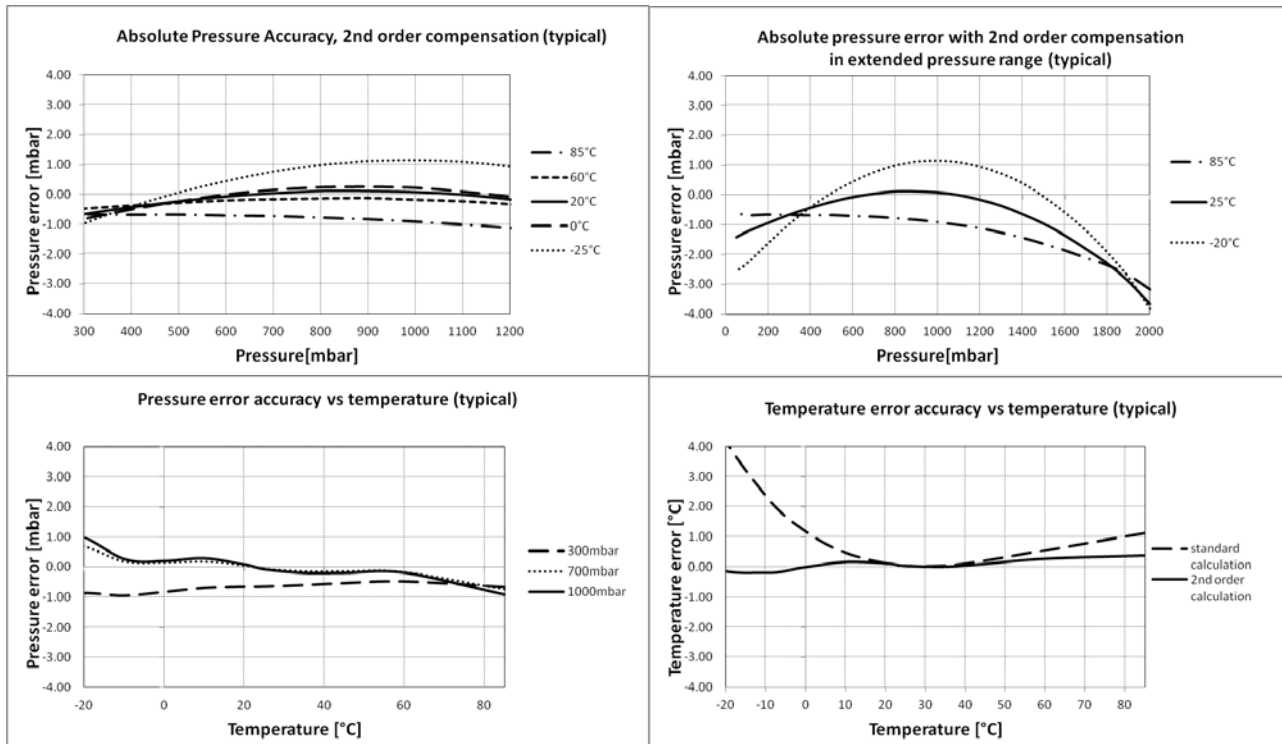 Absolute Pressure Accuracy, 2nd order compensation (typical)
4.00
3.00
2.00
1.00
0.00
-1.00
-2.00
-3.00
-4.00
Pressure error [mbar]
300 400 500 600 700 800 900 1000 1100 1200
Pressure[mbar]
85°C
60°C
20°C
0°C
-25°C
Absolute pressure error with 2nd order compensation
in extended pressure range (typical)
4.00
3.00
2.00
1.00
0.00
-1.00
-2.00
-3.00
-4.00
Pressure error [mbar]
0 200 400 600 800 1000 1200 1400 1600 1800 2000
Pressure[mbar]
85°C
25°C
-20°C
Pressure error accuracy vs temperature (typical)
4.00
3.00
2.00
1.00
0.00
-1.00
-2.00
-3.00
-4.00
Pressure error [mbar]
-20 0 20 40 60 80
Temperature [°C]
300mbar
700mbar
1000mbar
Temperature error accuracy vs temperature (typical)
4.00
3.00
2.00
1.00
0.00
-1.00
-2.00
-3.00
-4.00
Temperature error [°C]
-20 -10 0 10 20 30 40 50 60 70 80
Temperature [°C]
standard
calculation
2nd order
calculation